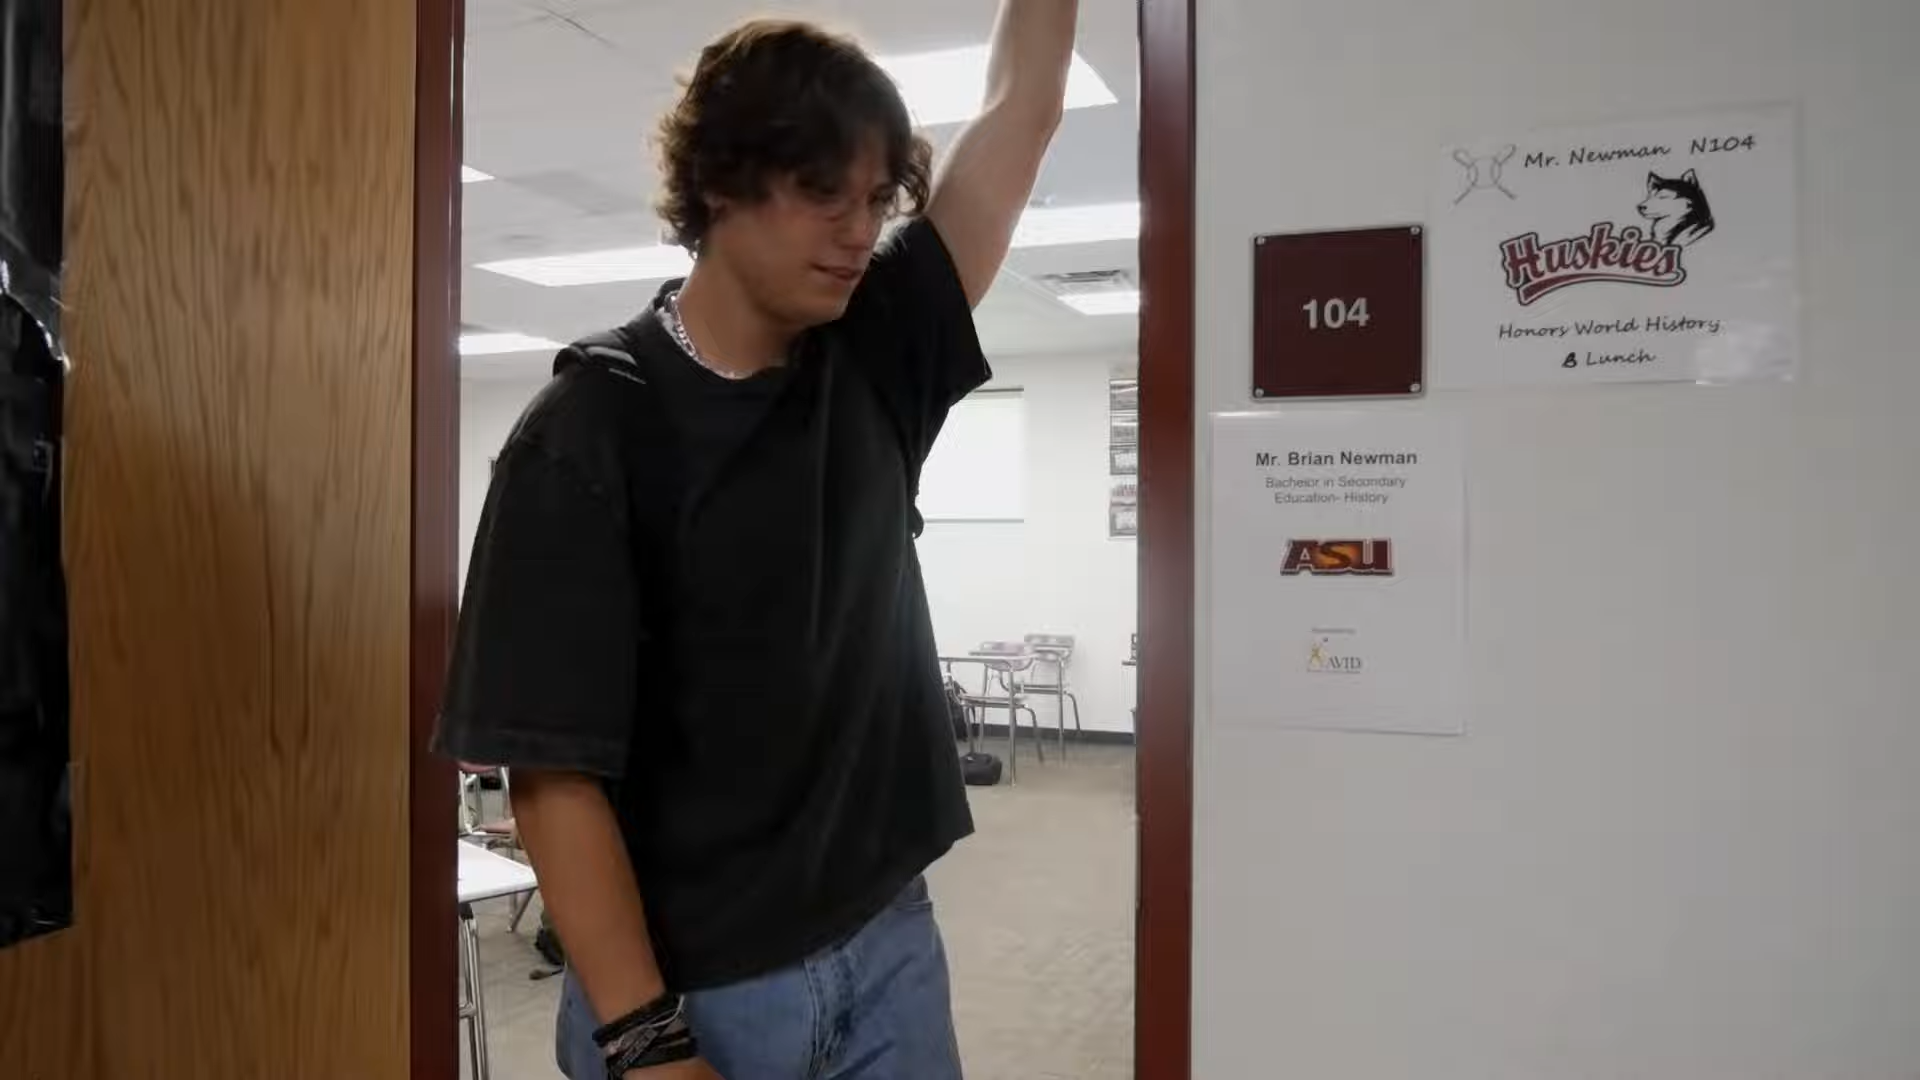 Mr. Newman N104
Huskies
Honors World History
B Lunch
104
Mr. Brian Newman
Bachelor in Secondary
Education- History
ASU
AVID